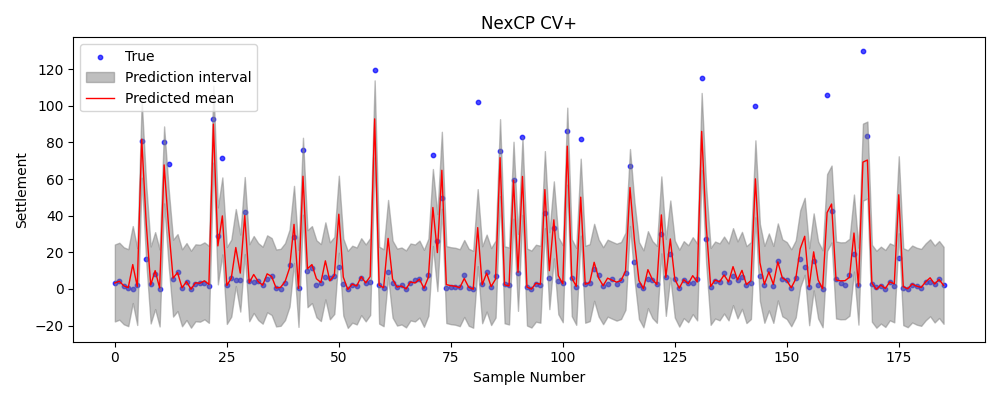 NexCP CV+
True
Prediction interval
Predicted mean
Settlement
120
100
80
60
40
20
0
−20
0
25
50
75
100
125
150
175
Sample Number